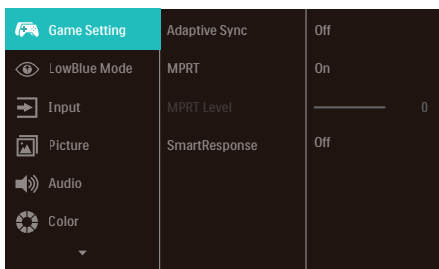 Game Setting
Adaptive Sync
Off
LowBlue Mode
MPRT
On
Input
MPRT Level
0
Picture
SmartResponse
Off
Audio
Color